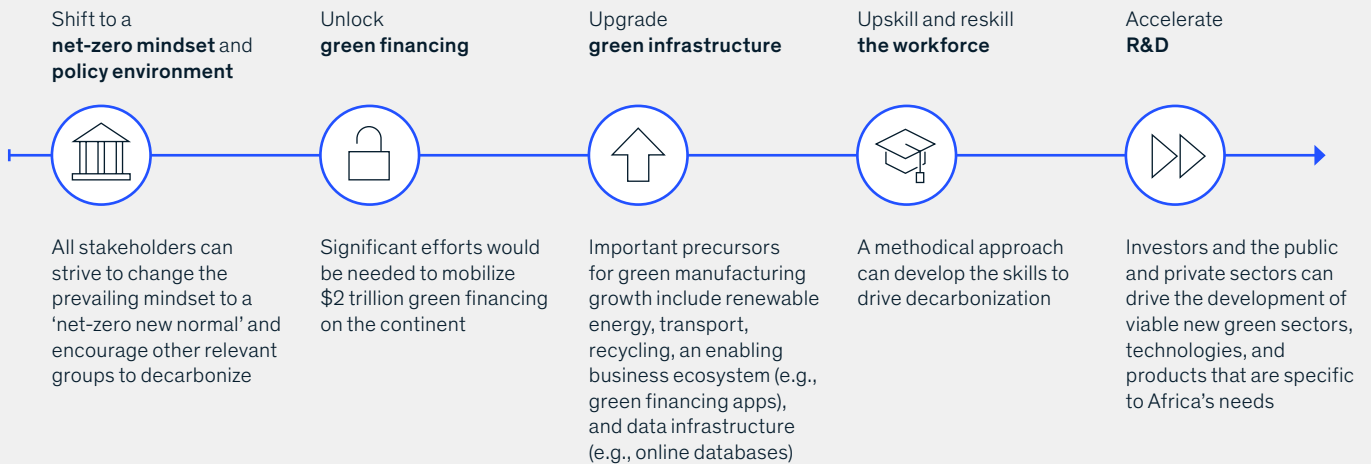 Shift to a
net-zero mindset and
policy environment
All stakeholders can
strive to change the
prevailing mindset to a
‘net-zero new normal’ and
encourage other relevant
groups to decarbonize
Unlock
green financing
Significant efforts would
be needed to mobilize
$2 trillion green financing
on the continent
Upgrade
green infrastructure
Important precursors
for green manufacturing
growth include renewable
energy, transport,
recycling, an enabling
business ecosystem (e.g.,
green financing apps),
and data infrastructure
(e.g., online databases)
Upskill and reskill
the workforce
A methodical approach
can develop the skills to
drive decarbonization
Accelerate
R&D
Investors and the public
and private sectors can
drive the development of
viable new green sectors,
technologies, and
products that are specific
to Africa’s needs